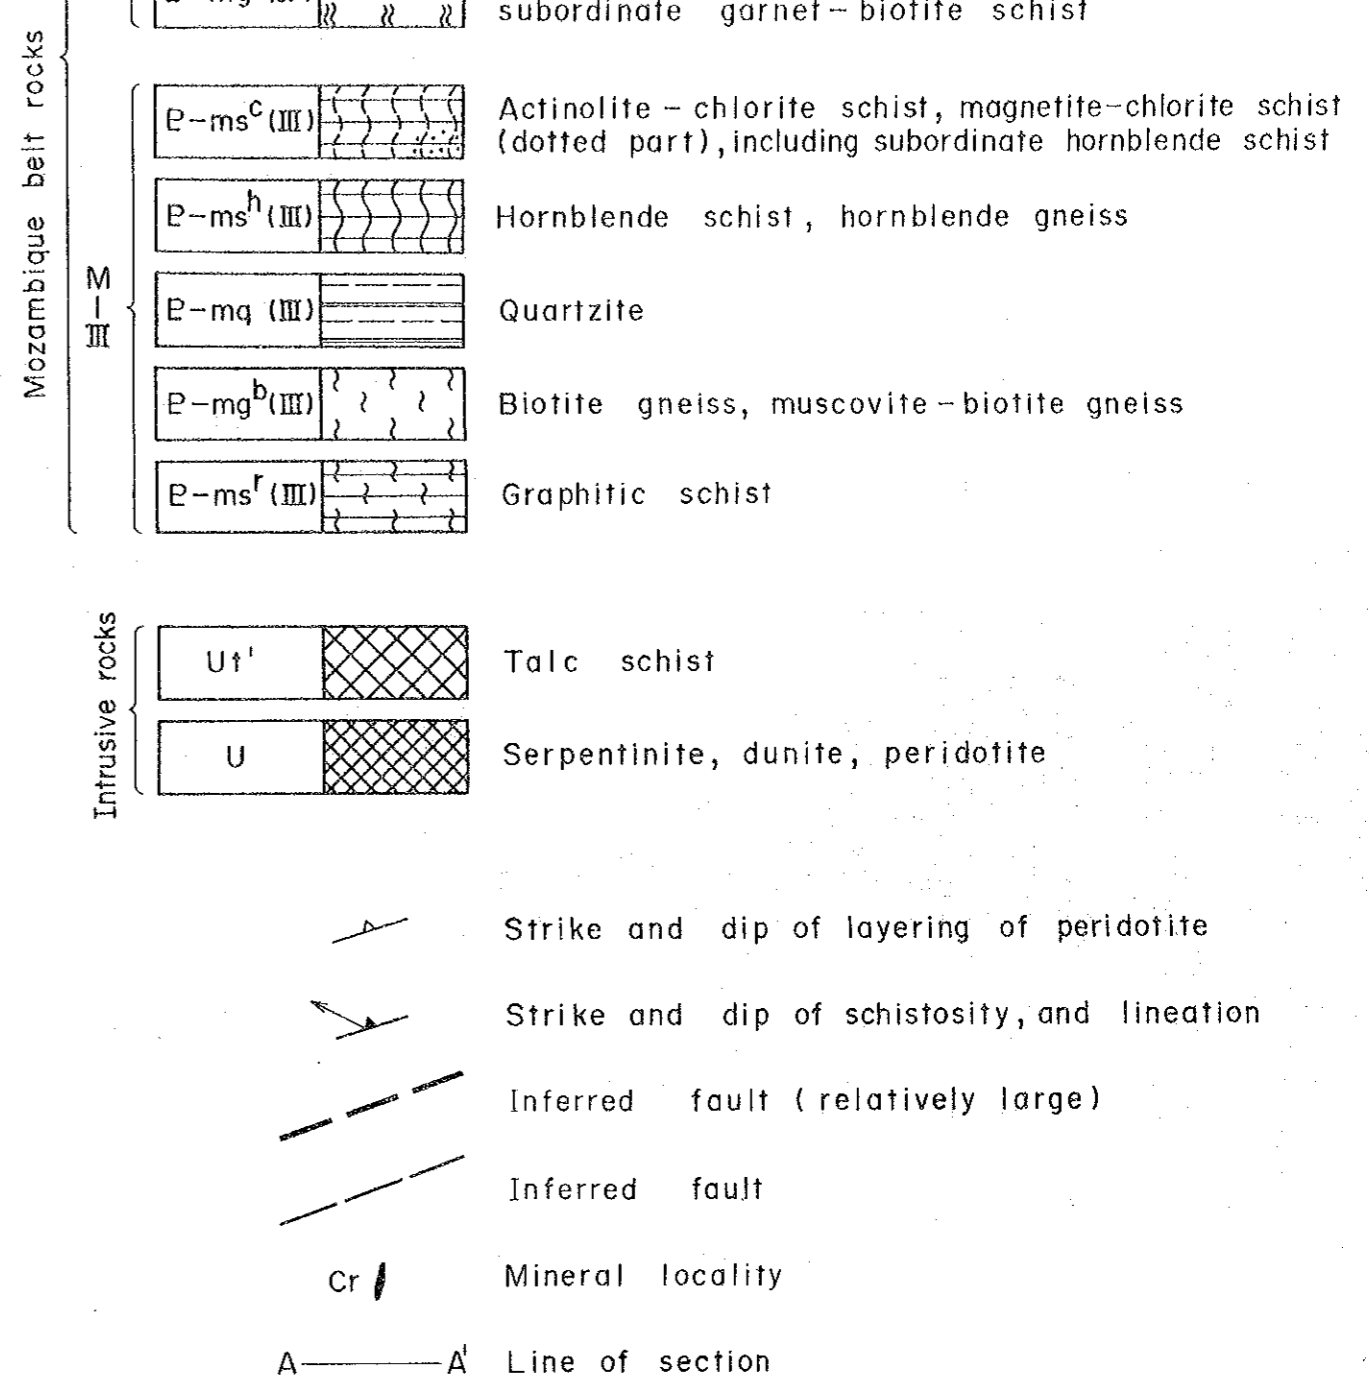 subordinate garnet-biotite schist
Mozambique belt rocks
M-III
P-ms^c (III) Actinolite-chlorite schist, magnetite-chlorite schist
(dotted part), including subordinate hornblende schist
P-ms^h (III) Hornblende schist, hornblende gneiss
P-mq (III) Quartzite
P-mg^b (III) Biotite gneiss, muscovite-biotite gneiss
P-ms^r (III) Graphitic schist
Intrusive rocks
Ut' Talc schist
U Serpentinite, dunite, peridotite
Strike and dip of layering of peridotite
Strike and dip of schistosity, and lineation
Inferred fault (relatively large)
Inferred fault
Cr Mineral locality
A A' Line of section